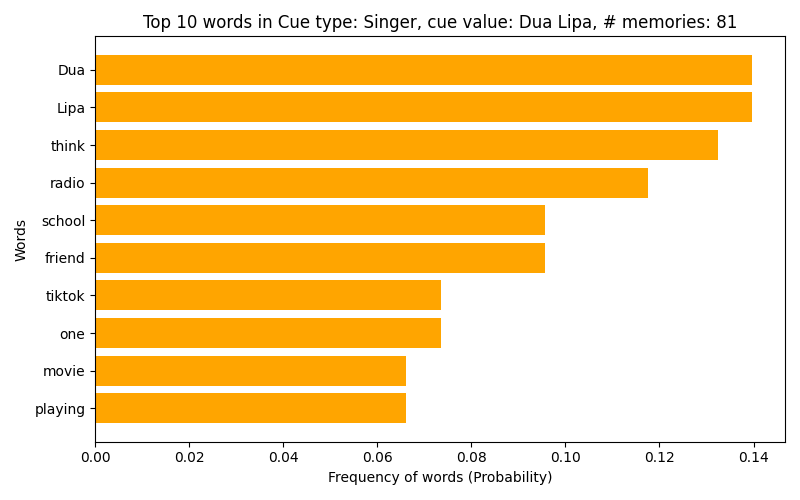 Top 10 words in Cue type: Singer, cue value: Dua Lipa, # memories: 81
Words
Dua
Lipa
think
radio
school
friend
tiktok
one
movie
playing
0.00 0.02 0.04 0.06 0.08 0.10 0.12 0.14
Frequency of words (Probability)